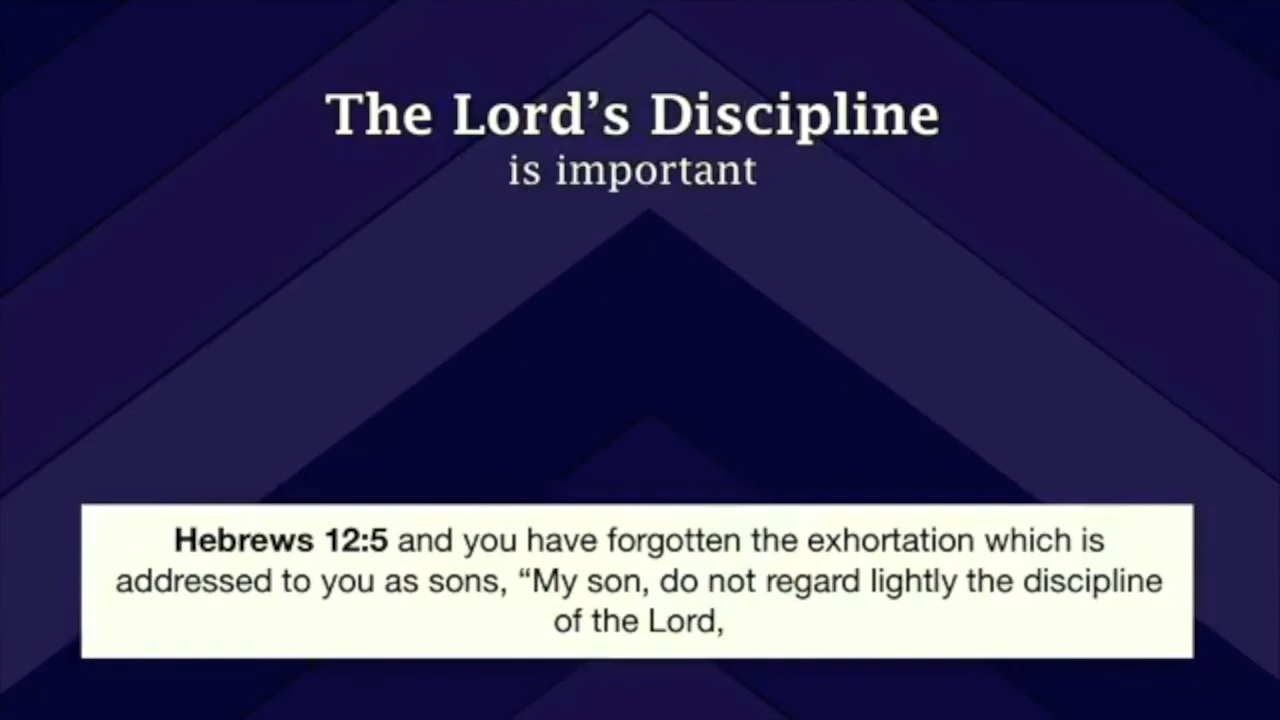 The Lord’s Discipline
is important
Hebrews 12:5 and you have forgotten the exhortation which is
addressed to you as sons, “My son, do not regard lightly the discipline
of the Lord,